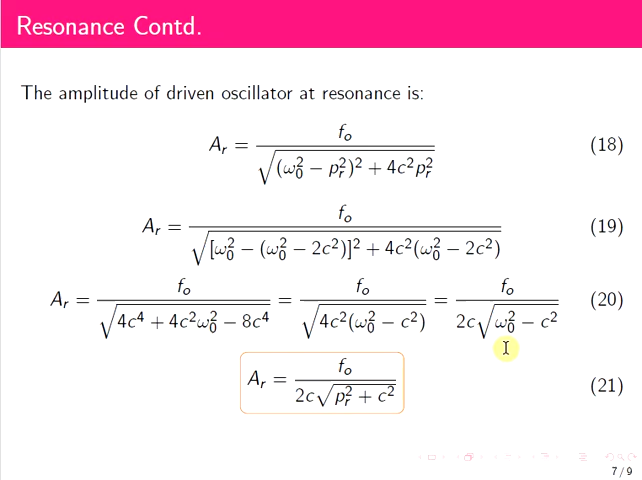 Resonance Contd.
The amplitude of driven oscillator at resonance is:
A_r = f_o / √((ω_0^2 − p_r^2)^2 + 4c^2 p_r^2) (18)
A_r = f_o / √([ω_0^2 − (ω_0^2 − 2c^2)]^2 + 4c^2(ω_0^2 − 2c^2)) (19)
A_r = f_o / √(4c^4 + 4c^2 ω_0^2 − 8c^4) = f_o / √(4c^2(ω_0^2 − c^2)) = f_o / 2c√(ω_0^2 − c^2) (20)
A_r = f_o / 2c√(p_r^2 + c^2) (21)
7 / 9